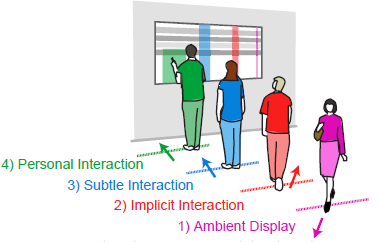 4) Personal Interaction
3) Subtle Interaction
2) Implicit Interaction
1) Ambient Display